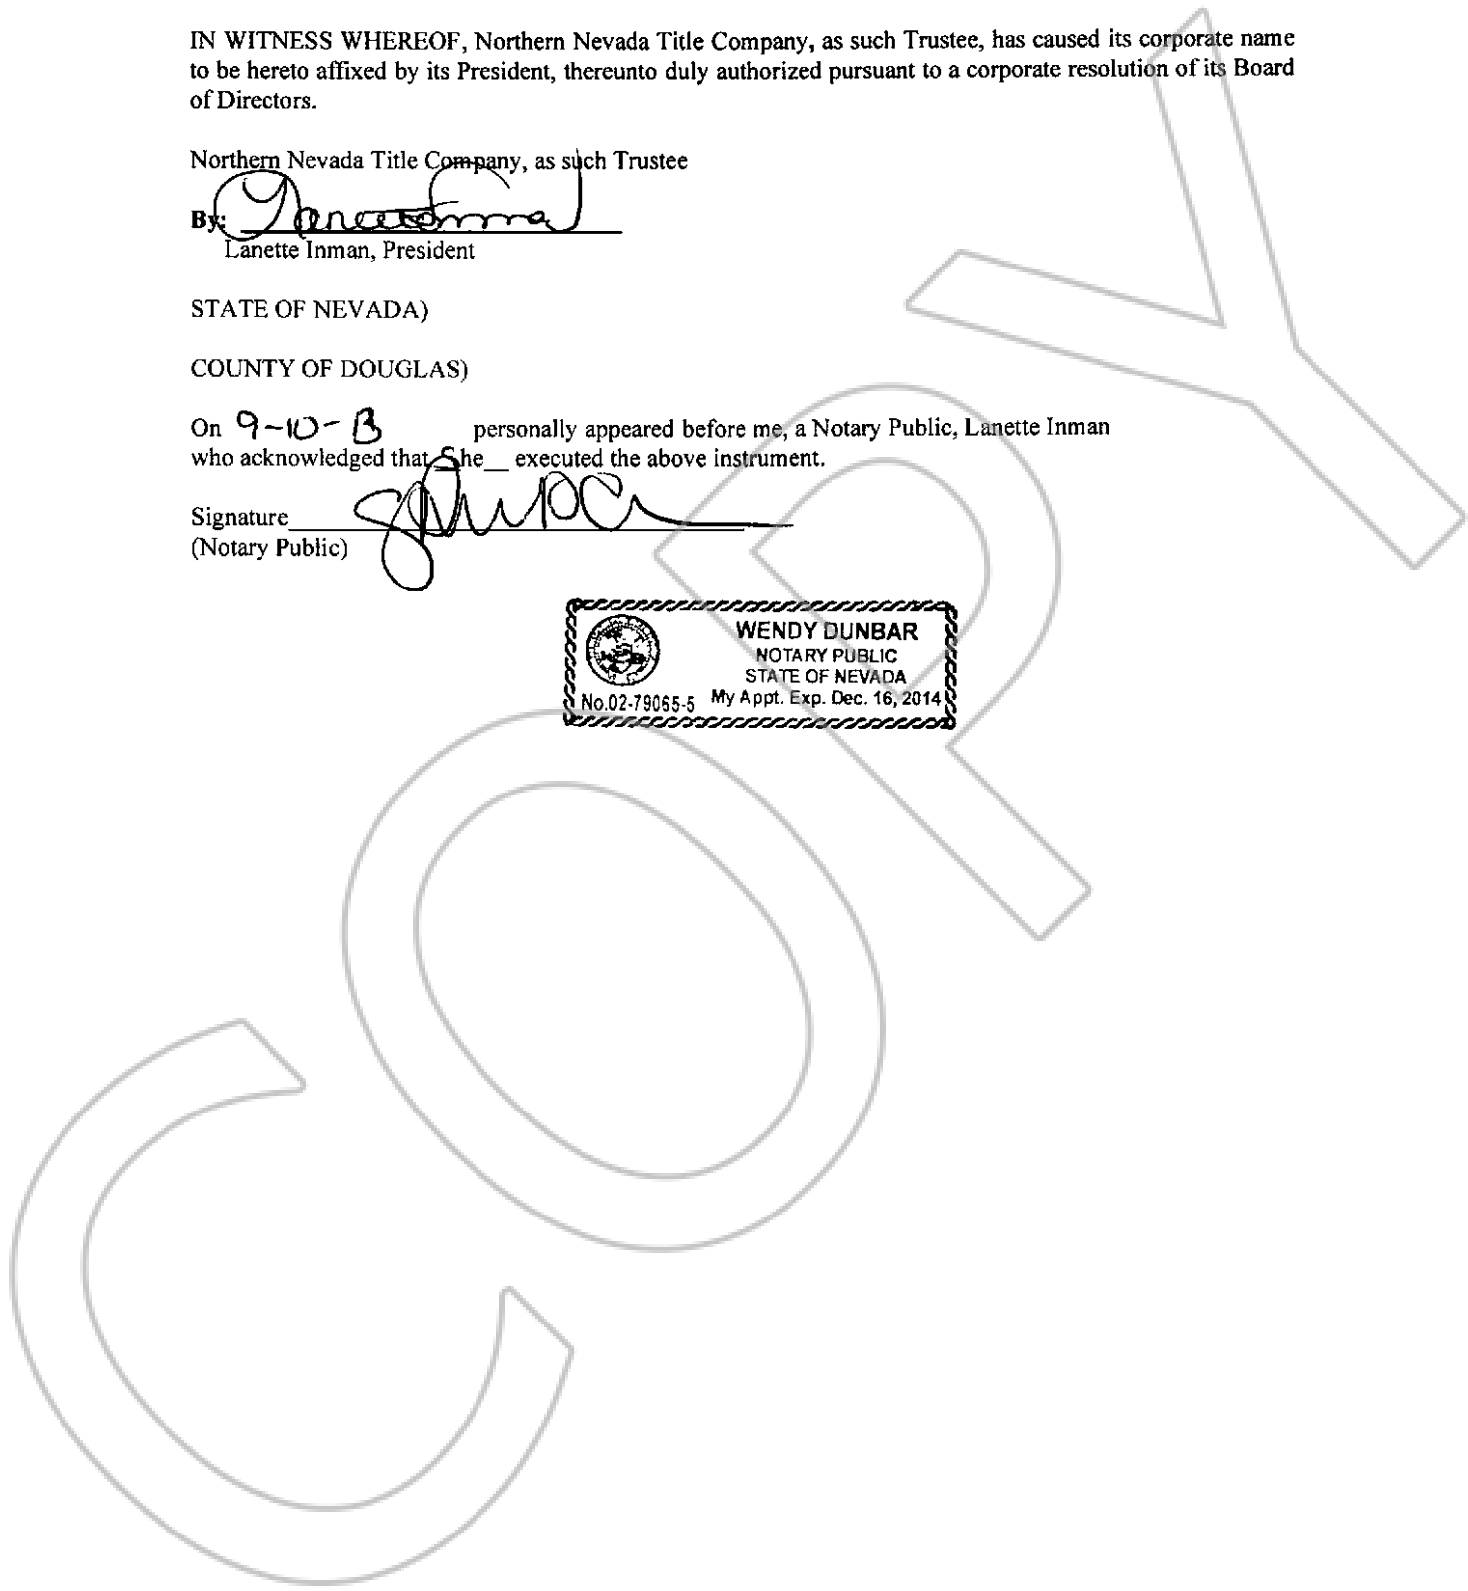 IN WITNESS WHEREOF, Northern Nevada Title Company, as such Trustee, has caused its corporate name
to be hereto affixed by its President, thereunto duly authorized pursuant to a corporate resolution of its Board
of Directors.
Northern Nevada Title Company, as such Trustee
By:
Lanette Inman, President
STATE OF NEVADA)
COUNTY OF DOUGLAS)
On 9-10-13 personally appeared before me, a Notary Public, Lanette Inman
who acknowledged that She__ executed the above instrument.
Signature
(Notary Public)
WENDY DUNBAR
NOTARY PUBLIC
STATE OF NEVADA
No.02-79065-5 My Appt. Exp. Dec. 16, 2014
COPY